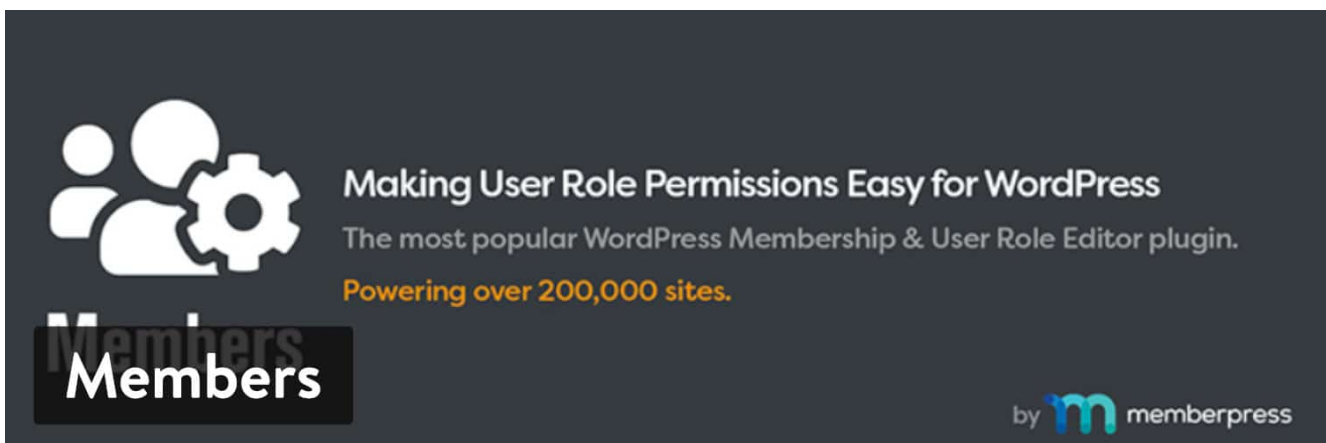 Making User Role Permissions Easy for WordPress
The most popular WordPress Membership & User Role Editor plugin.
Powering over 200,000 sites.
Members
Members
by m memberpress